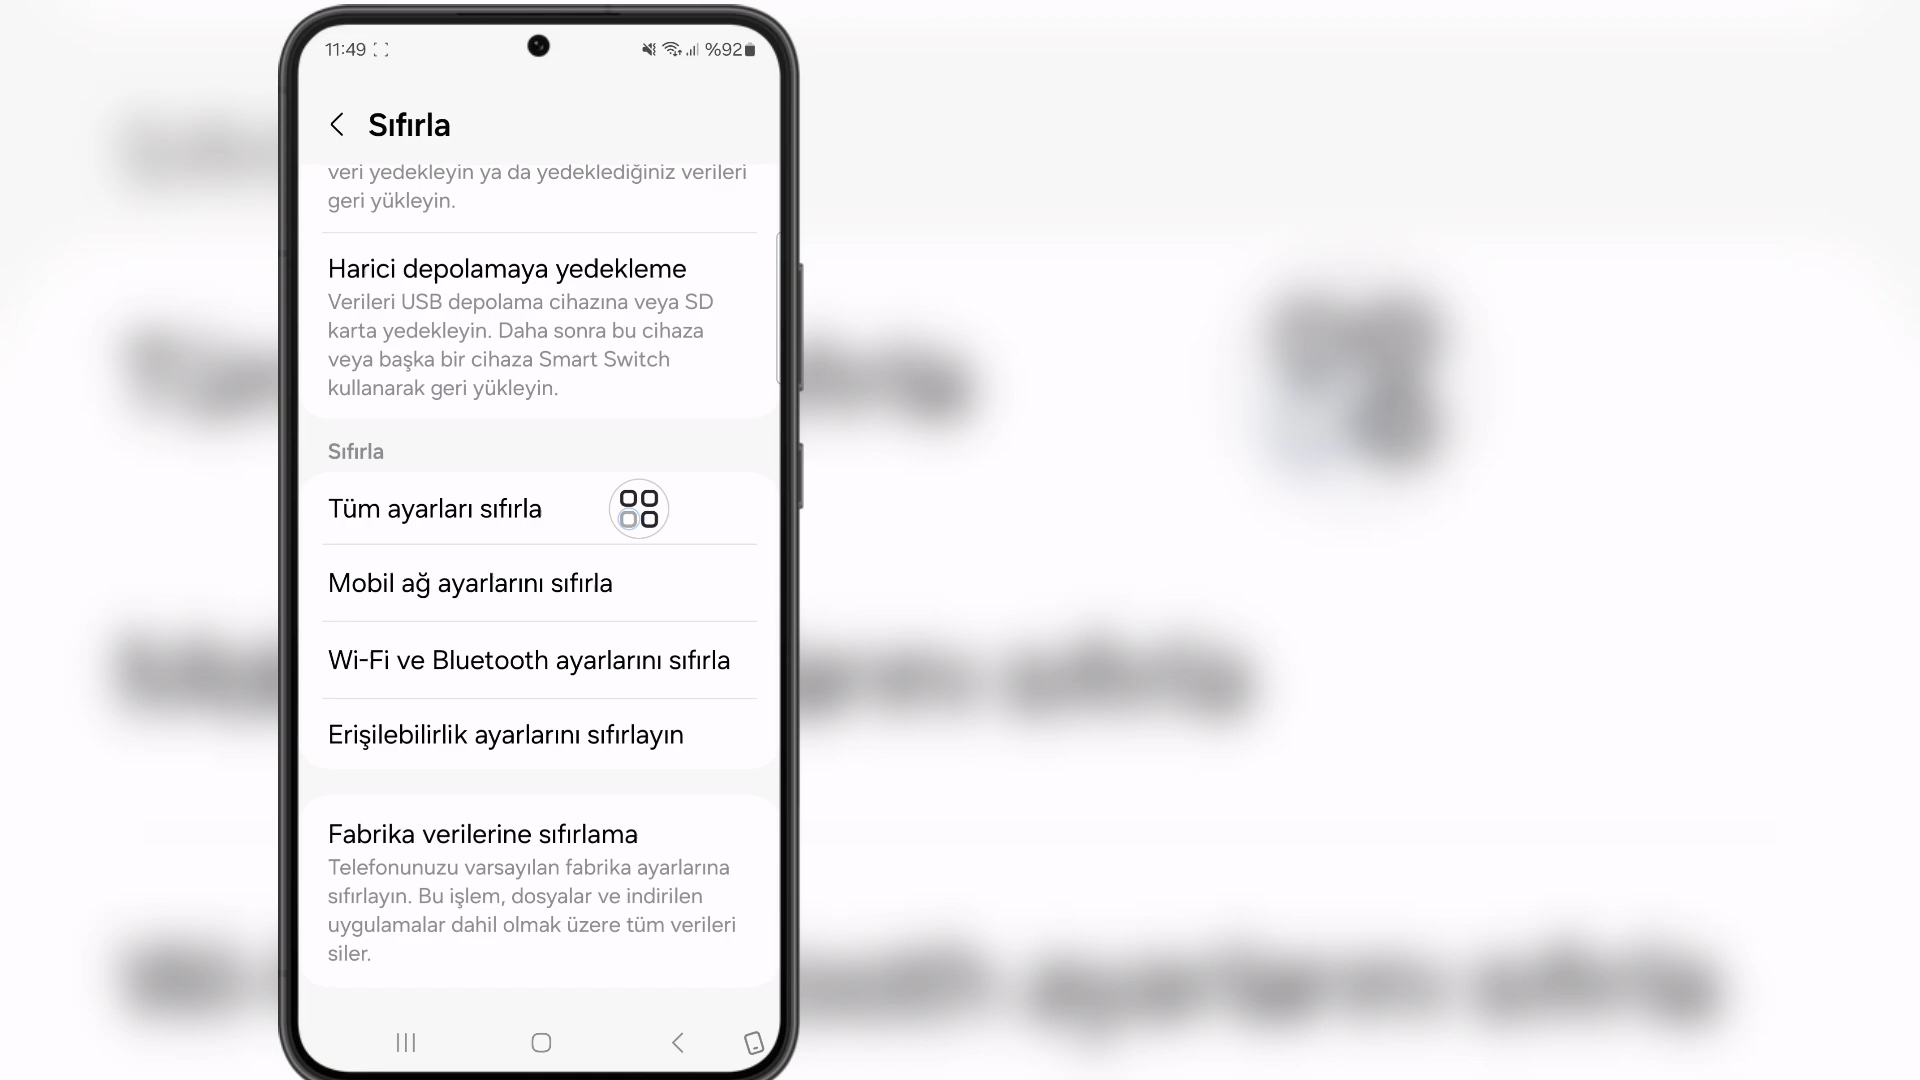 11:49 %92
Sıfırla
veri yedekleyin ya da yedeklediğiniz verileri
geri yükleyin.
Harici depolamaya yedekleme
Verileri USB depolama cihazına veya SD
karta yedekleyin. Daha sonra bu cihaza
veya başka bir cihaza Smart Switch
kullanarak geri yükleyin.
Sıfırla
Tüm ayarları sıfırla
Mobil ağ ayarlarını sıfırla
Wi-Fi ve Bluetooth ayarlarını sıfırla
Erişilebilirlik ayarlarını sıfırlayın
Fabrika verilerine sıfırlama
Telefonunuzu varsayılan fabrika ayarlarına
sıfırlayın. Bu işlem, dosyalar ve indirilen
uygulamalar dahil olmak üzere tüm verileri
siler.